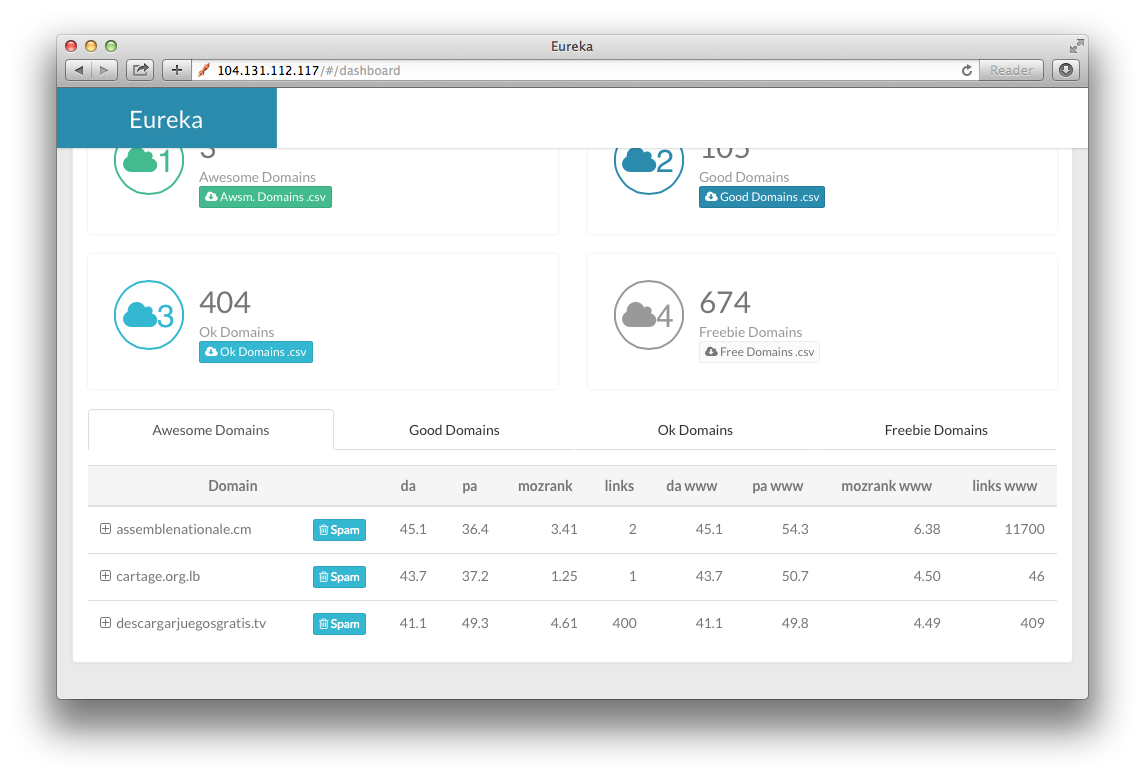 Eureka
104.131.112.117/#/dashboard Reader
Eureka
1 3 2 105
Awesome Domains Good Domains
Awsm. Domains .csv Good Domains .csv
3 404 4 674
Ok Domains Freebie Domains
Ok Domains .csv Free Domains .csv
Awesome Domains Good Domains Ok Domains Freebie Domains
Domain da pa mozrank links da www pa www mozrank www links www
assemblenationale.cm Spam 45.1 36.4 3.41 2 45.1 54.3 6.38 11700
cartage.org.lb Spam 43.7 37.2 1.25 1 43.7 50.7 4.50 46
descargarjuegosgratis.tv Spam 41.1 49.3 4.61 400 41.1 49.8 4.49 409